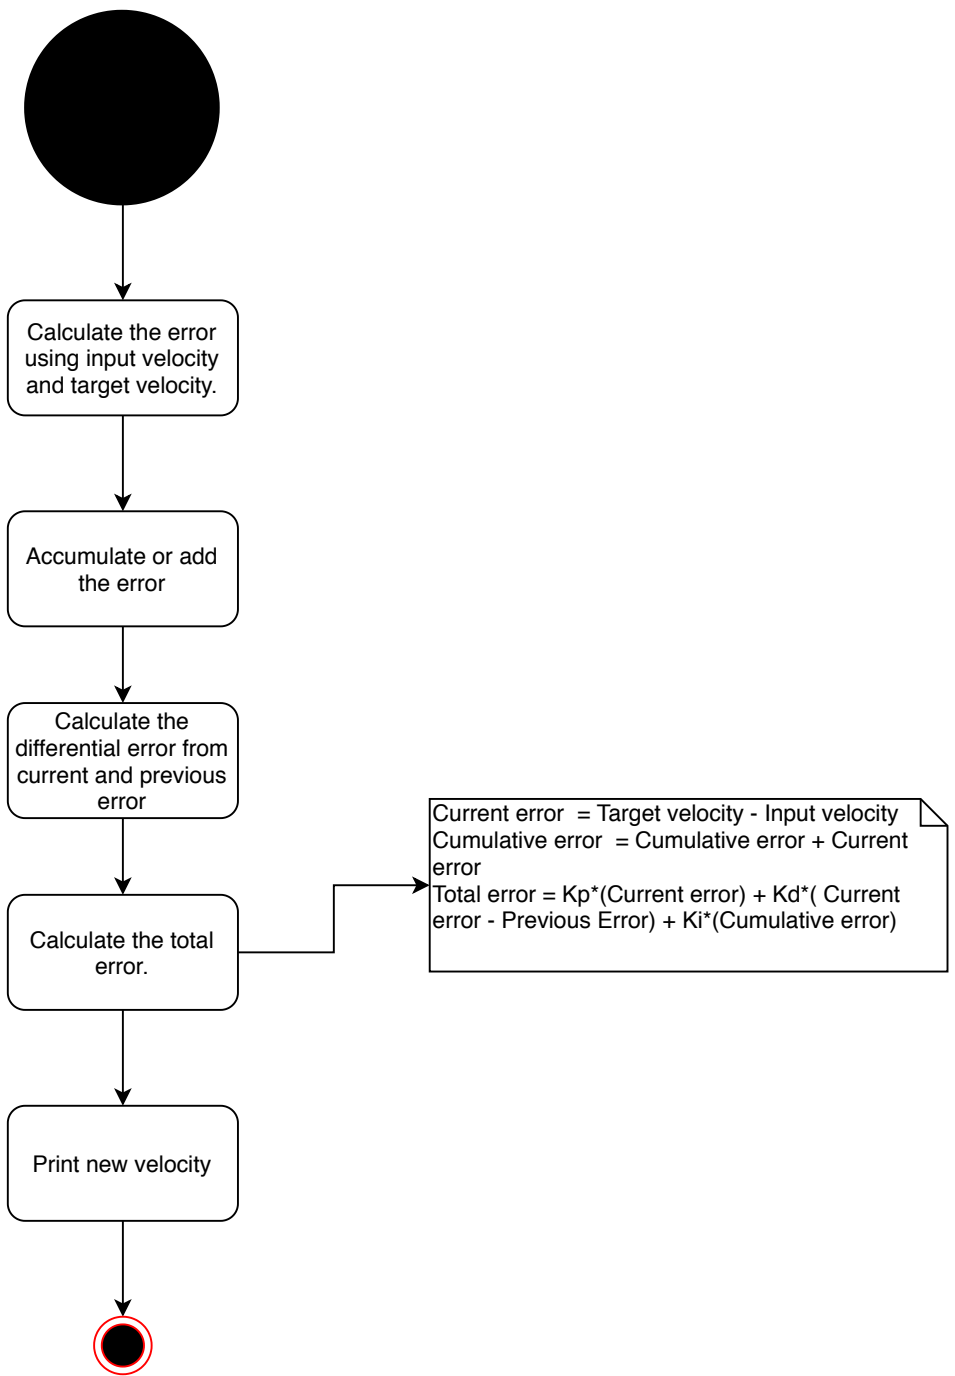 Calculate the error
using input velocity
and target velocity.
Accumulate or add
the error
Calculate the
differential error from
current and previous
error
Current error  = Target velocity - Input velocity
Cumulative error  = Cumulative error + Current
error
Total error = Kp*(Current error) + Kd*( Current
error - Previous Error) + Ki*(Cumulative error)
Calculate the total
error.
Print new velocity